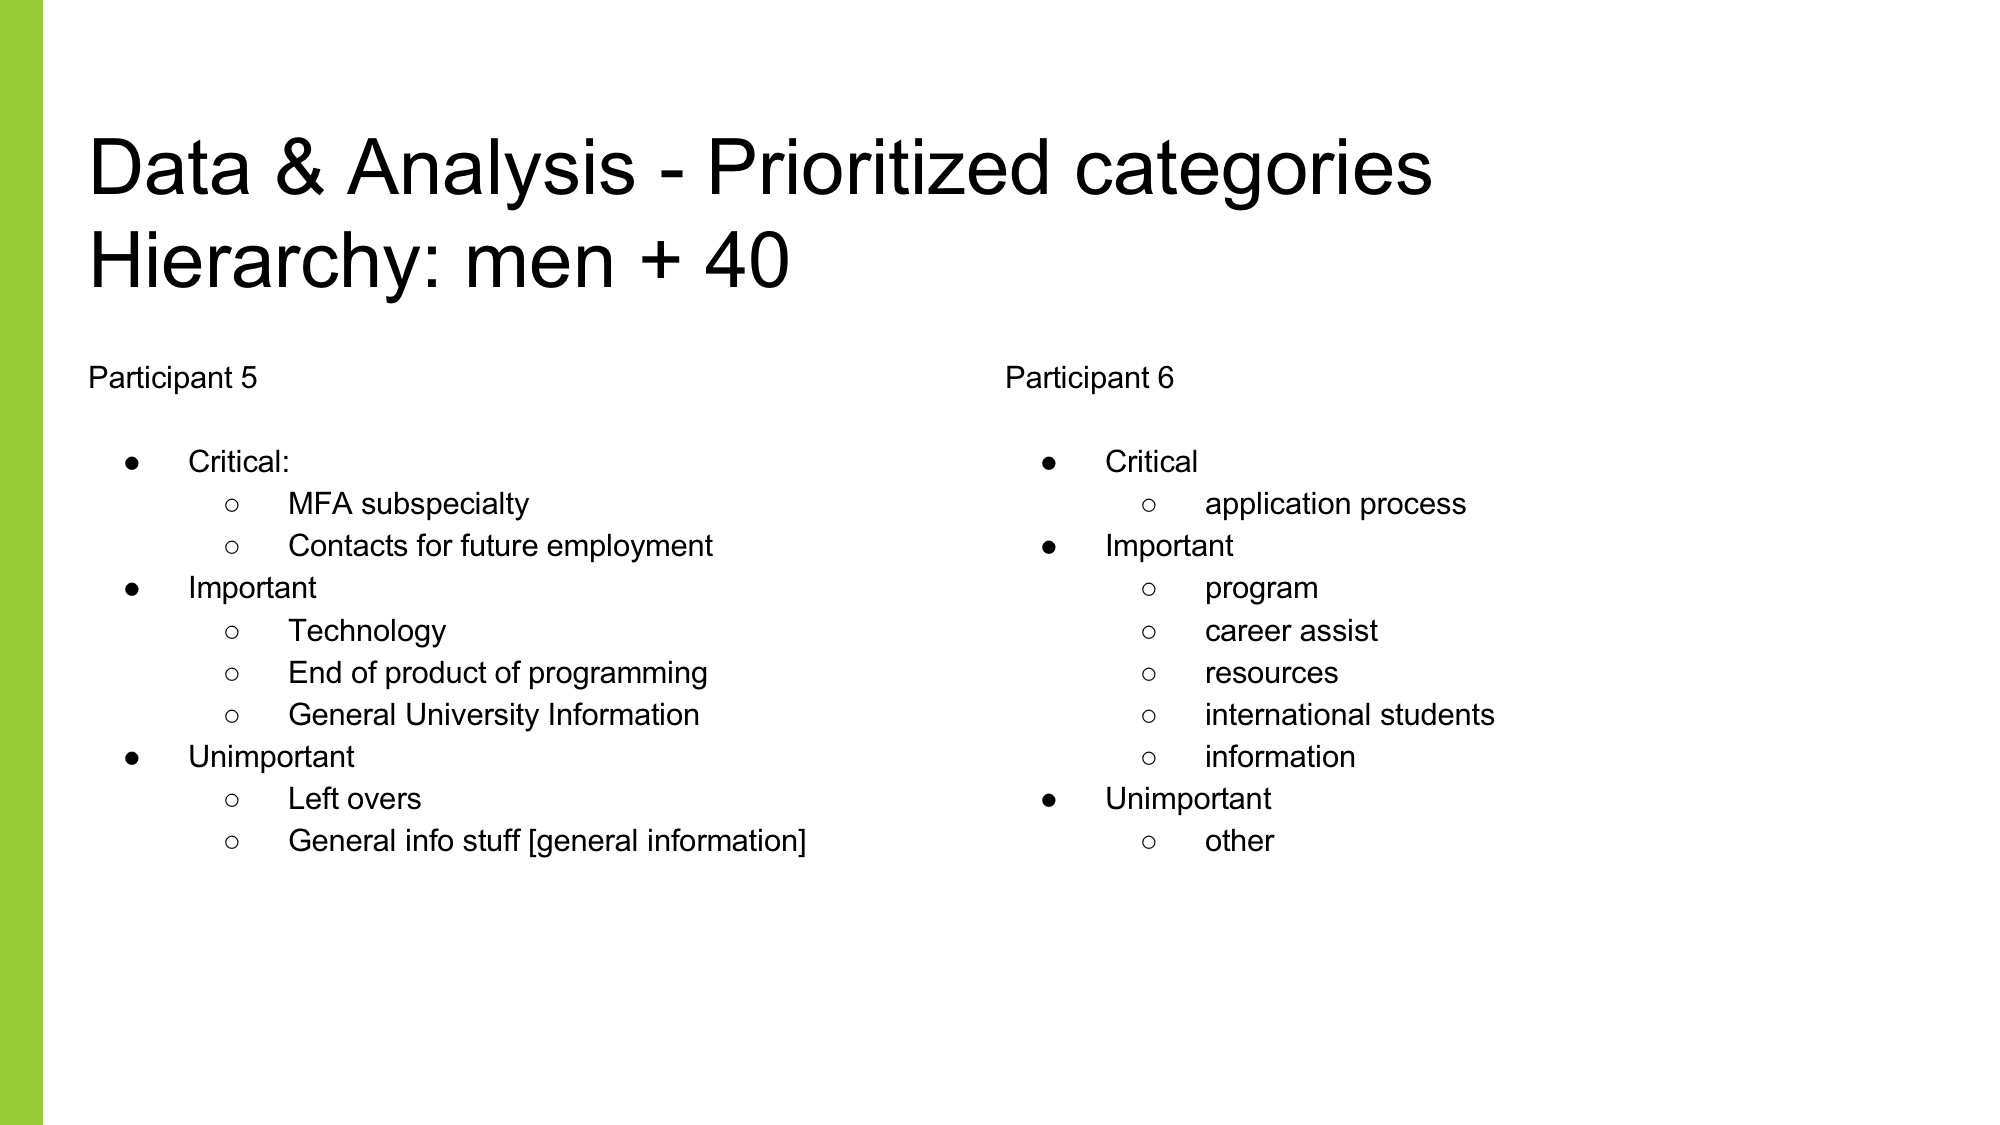 Data & Analysis - Prioritized categories
Hierarchy: men + 40
Participant 5
● Critical:
○ MFA subspecialty
○ Contacts for future employment
● Important
○ Technology
○ End of product of programming
○ General University Information
● Unimportant
○ Left overs
○ General info stuff [general information]
Participant 6
● Critical
○ application process
● Important
○ program
○ career assist
○ resources
○ international students
○ information
● Unimportant
○ other